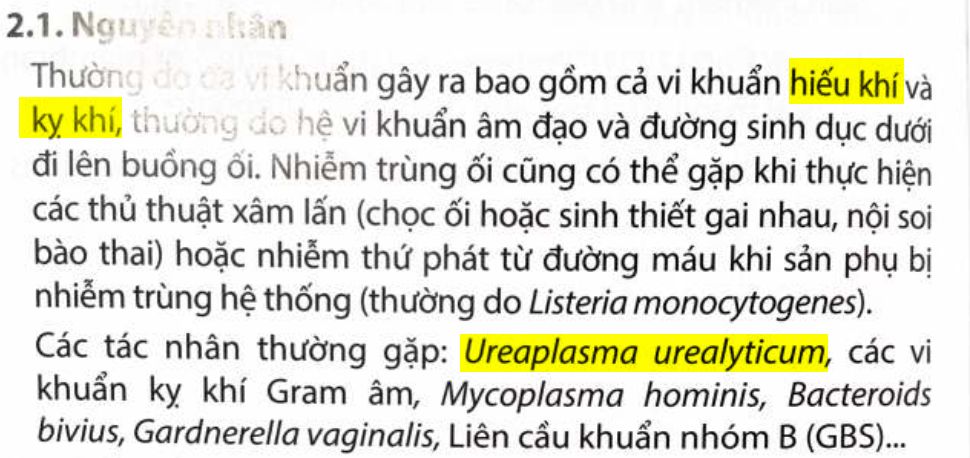 2.1. Nguyên nhân
Thường do đa vi khuẩn gây ra bao gồm cả vi khuẩn hiếu khí và
kỵ khí, thường do hệ vi khuẩn âm đạo và đường sinh dục dưới
đi lên buồng ối. Nhiễm trùng ối cũng có thể gặp khi thực hiện
các thủ thuật xâm lấn (chọc ối hoặc sinh thiết gai nhau, nội soi
bào thai) hoặc nhiễm thứ phát từ đường máu khi sản phụ bị
nhiễm trùng hệ thống (thường do Listeria monocytogenes).
Các tác nhân thường gặp: Ureaplasma urealyticum, các vi
khuẩn kỵ khí Gram âm, Mycoplasma hominis, Bacteroids
bivius, Gardnerella vaginalis, Liên cầu khuẩn nhóm B (GBS)...